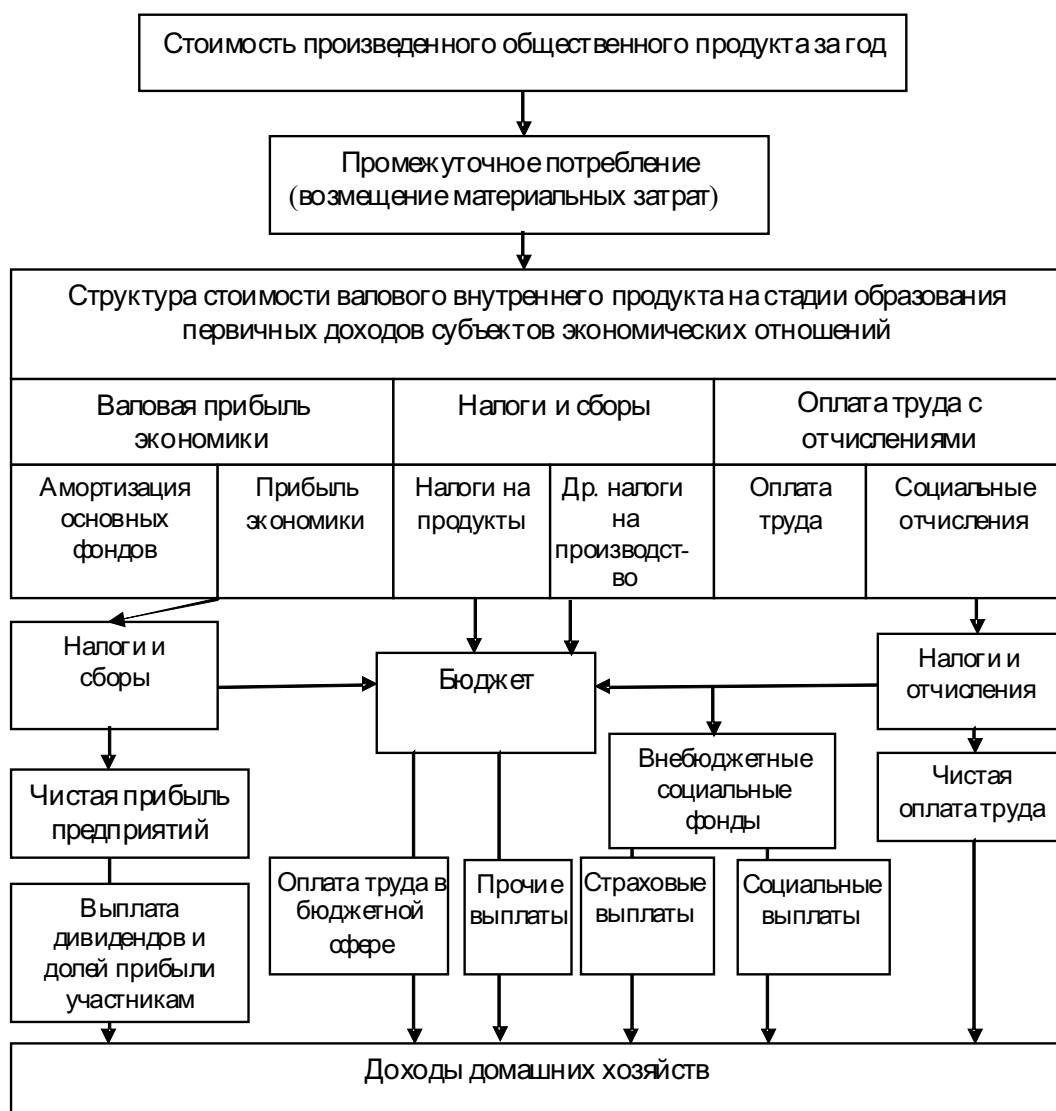 Стоимость произведенного общественного продукта за год
Промежуточное потребление
(возмещение материальных затрат)
Структура стоимости валового внутреннего продукта на стадии образования
первичных доходов субъектов экономических отношений
Валовая прибыль
экономики
Налоги и сборы
Оплата труда с
отчислениями
Амортизация
основных
фондов
Прибыль
экономики
Налоги на
продукты
Др. налоги
на
производст-
во
Оплата
труда
Социальные
отчисления
Налоги и
сборы
Бюджет
Налоги и
отчисления
Внебюджетные
социальные
фонды
Чистая
оплата труда
Чистая прибыль
предприятий
Оплата труда в
бюджетной
сфере
Прочие
выплаты
Страховые
выплаты
Социальные
выплаты
Выплата
дивидендов и
долей прибыли
участникам
Доходы домашних хозяйств